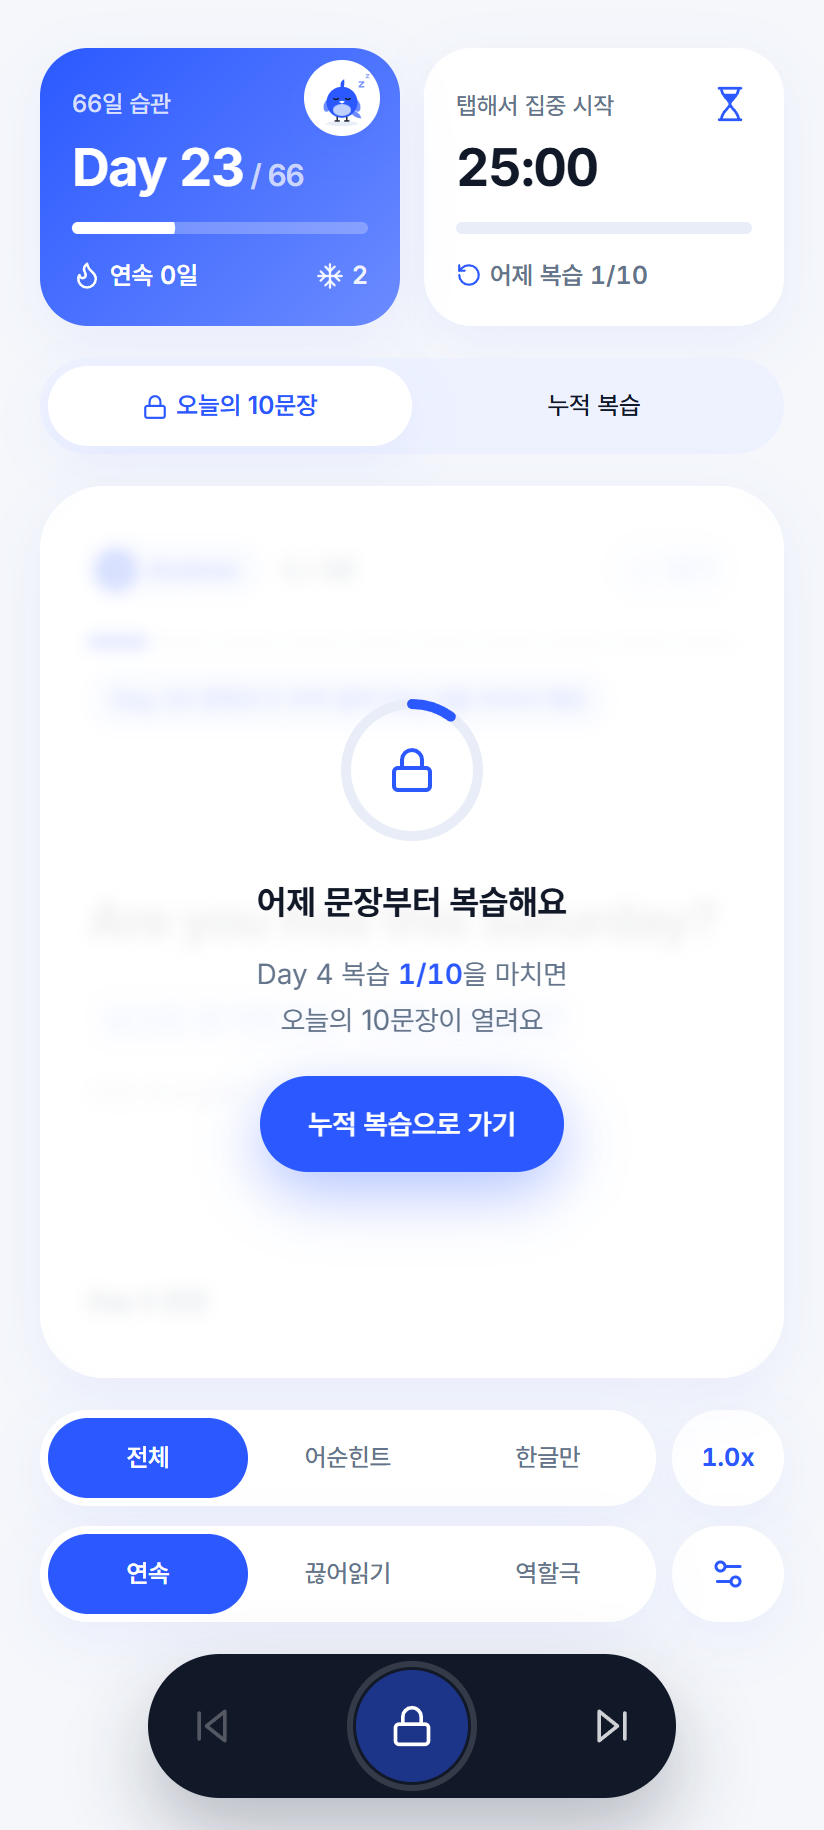 66일 습관
Day 23 / 66
연속 0일
2
탭해서 집중 시작
25:00
어제 복습 1/10
오늘의 10문장
누적 복습
어제 문장부터 복습해요
Day 4 복습 1/10을 마치면
오늘의 10문장이 열려요
누적 복습으로 가기
전체
어순힌트
한글만
1.0x
연속
끊어읽기
역할극